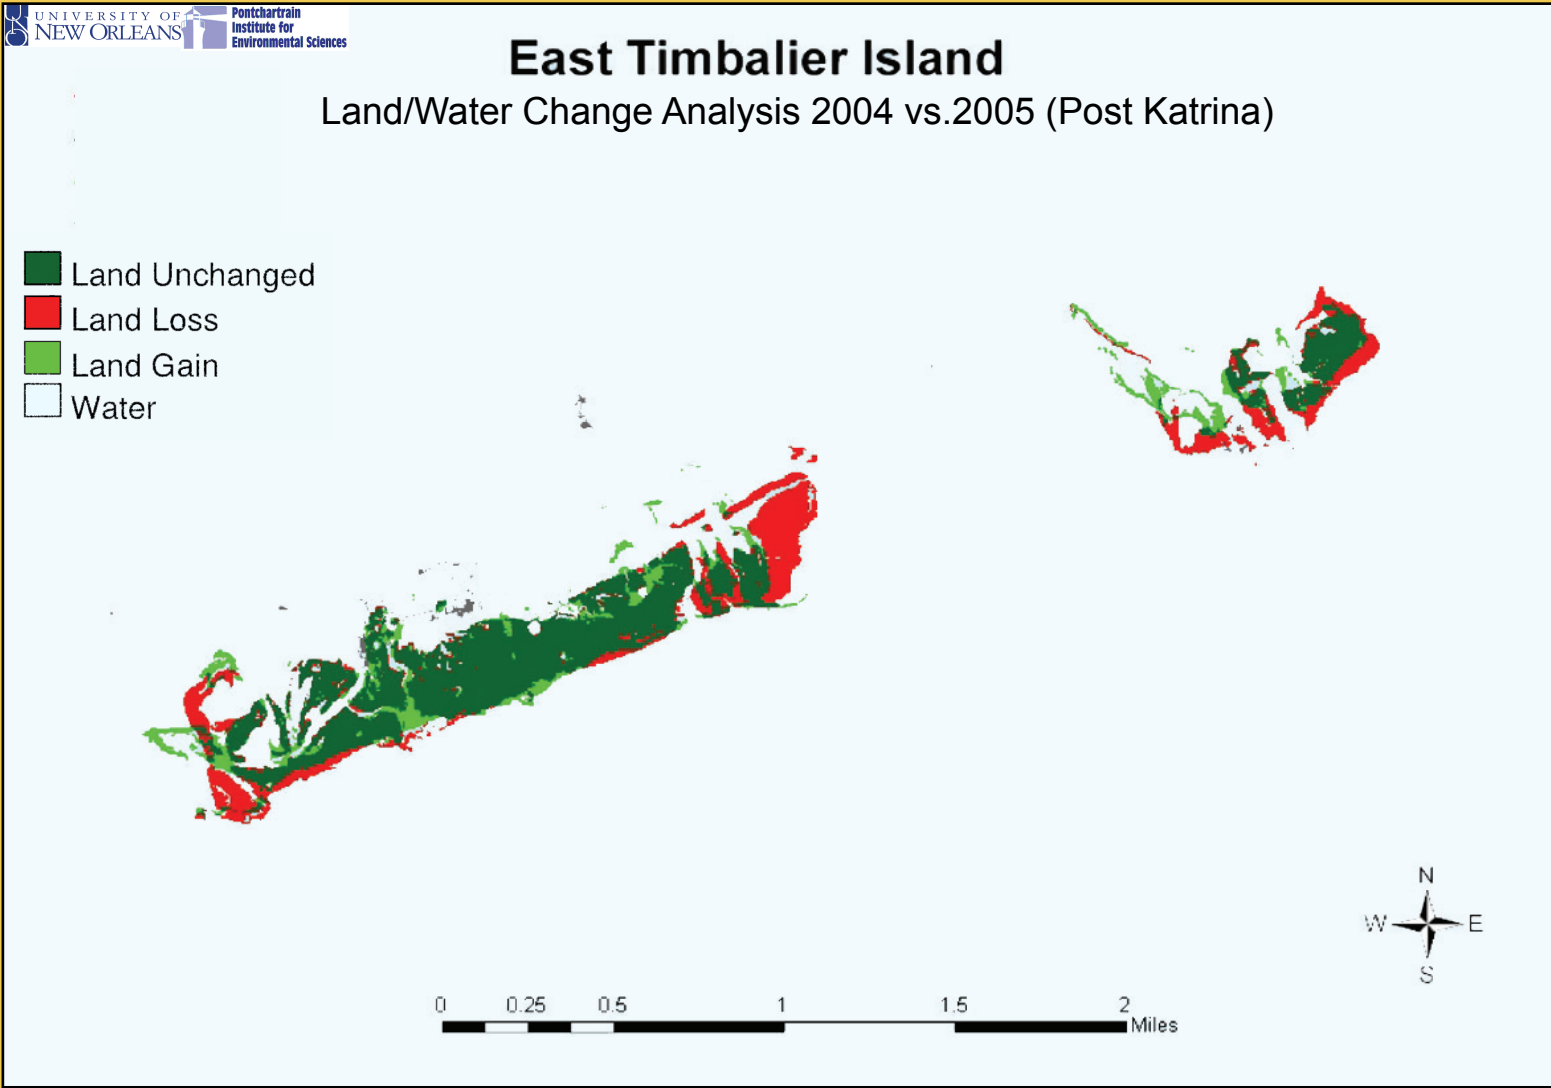 UNIVERSITY OF
NEW ORLEANS
Pontchartrain
Institute for
Environmental Sciences
East Timbalier Island
Land/Water Change Analysis 2004 vs.2005 (Post Katrina)
Land Unchanged
Land Loss
Land Gain
Water
N
W E
S
0 0.25 0.5 1 1.5 2
Miles